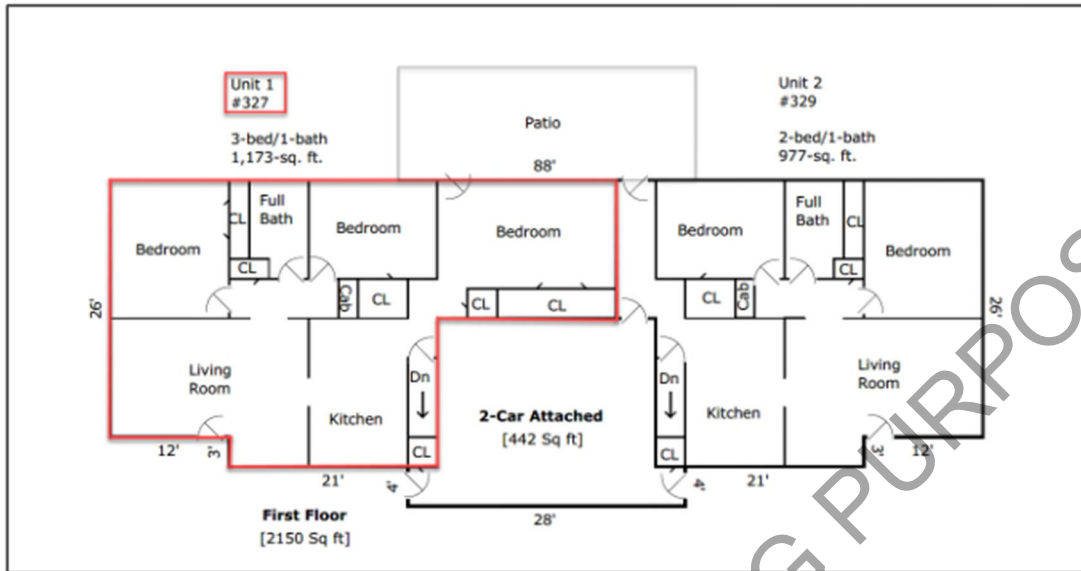 Unit 1
#327
3-bed/1-bath
1,173-sq. ft.
Patio
88'
Unit 2
#329
2-bed/1-bath
977-sq. ft.
Bedroom
CL
Full
Bath
CL
Bedroom
Cab
CL
Bedroom
CL
CL
Bedroom
CL
Cab
Full
Bath
CL
CL
Bedroom
26'
26'
Living
Room
Kitchen
Dn
CL
2-Car Attached
[442 Sq ft]
Dn
CL
Kitchen
Living
Room
12'
3'
21'
4'
28'
4'
21'
3'
12'
First Floor
[2150 Sq ft]
G PURPOS